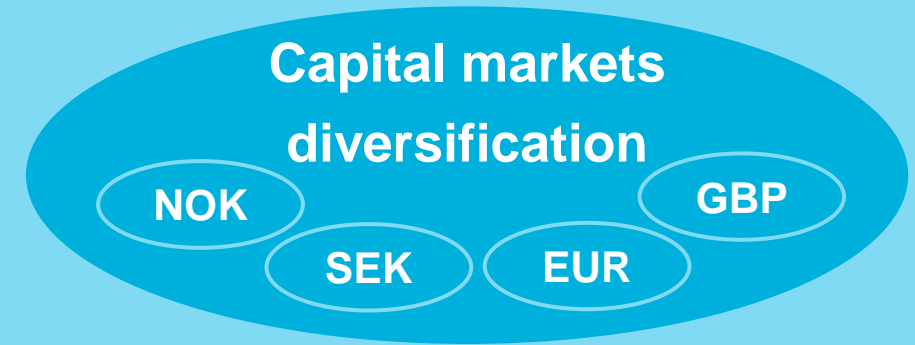 Capital markets
diversification
NOK
SEK
EUR
GBP